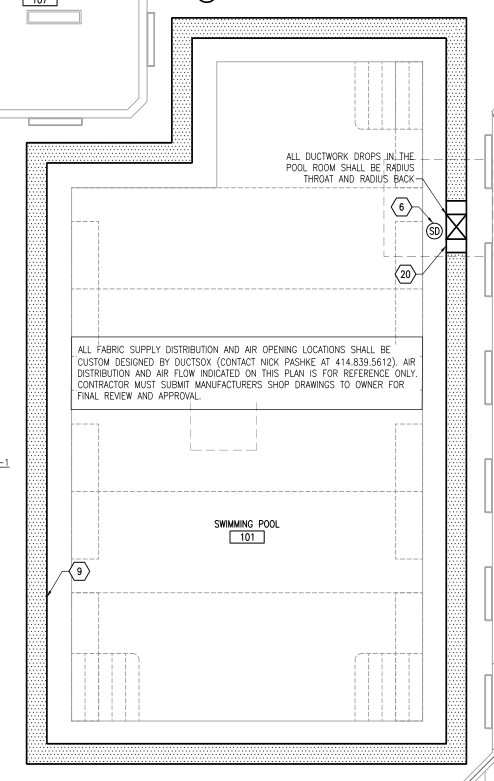 107
ALL DUCTWORK DROPS IN THE
POOL ROOM SHALL BE RADIUS
THROAT AND RADIUS BACK
6
SD
20
ALL FABRIC SUPPLY DISTRIBUTION AND AIR OPENING LOCATIONS SHALL BE
CUSTOM DESIGNED BY DUCTSOX (CONTACT NICK PASHKE AT 414.839.5612). AIR
DISTRIBUTION AND AIR FLOW INDICATED ON THIS PLAN IS FOR REFERENCE ONLY.
CONTRACTOR MUST SUBMIT MANUFACTURERS SHOP DRAWINGS TO OWNER FOR
FINAL REVIEW AND APPROVAL.
-1
SWIMMING POOL
101
9